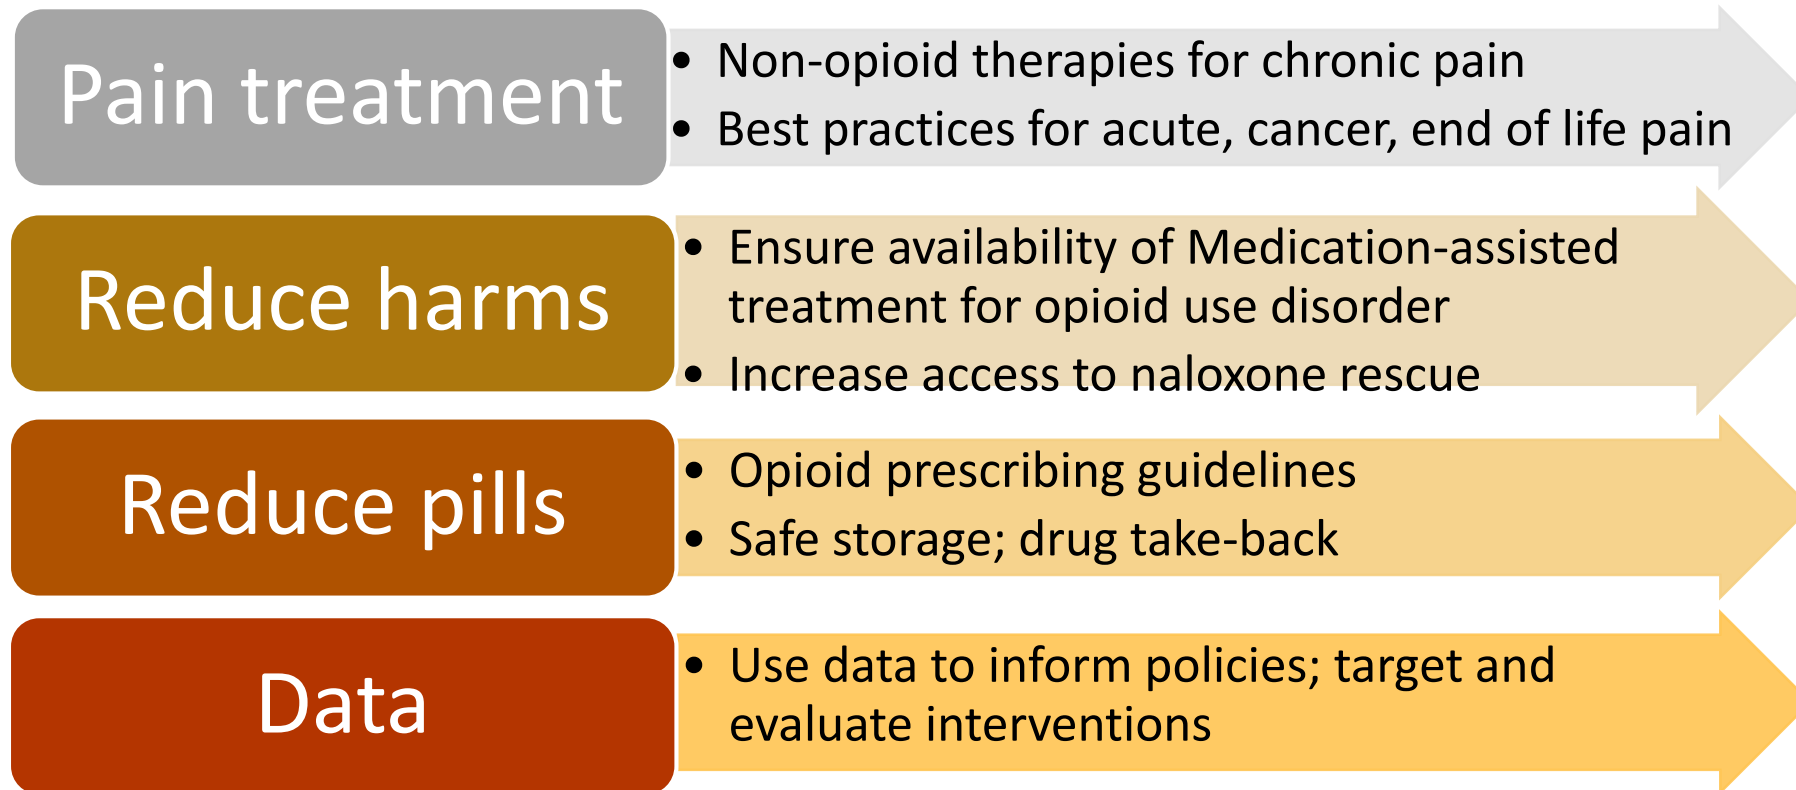 Pain treatment
• Non-opioid therapies for chronic pain
• Best practices for acute, cancer, end of life pain
Reduce harms
• Ensure availability of Medication-assisted
treatment for opioid use disorder
• Increase access to naloxone rescue
Reduce pills
• Opioid prescribing guidelines
• Safe storage; drug take-back
Data
• Use data to inform policies; target and
evaluate interventions